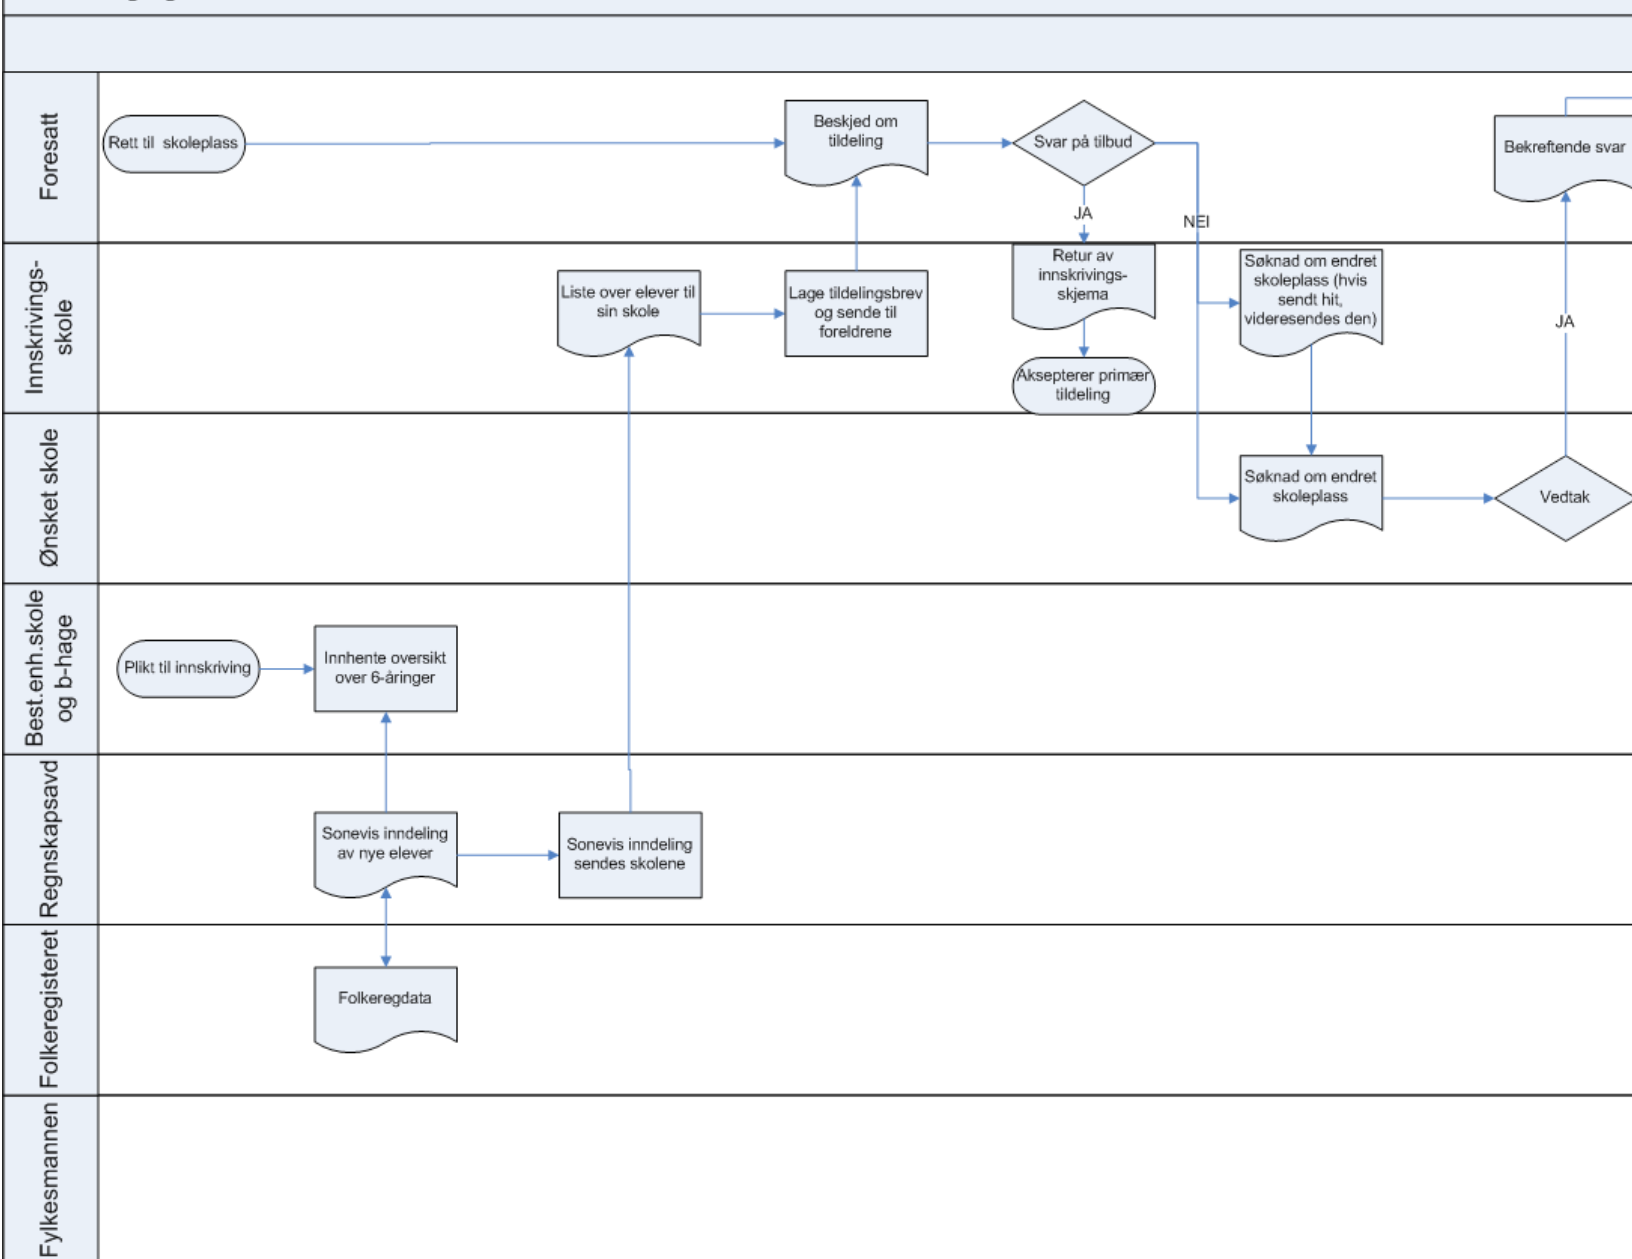 Foresatt
Rett til skoleplass
Beskjed om
tildeling
Svar på tilbud
JA
NEI
Bekreftende svar
Innskrivings-
skole
Liste over elever til
sin skole
Lage tildelingsbrev
og sende til
foreldrene
Retur av
innskrivings-
skjema
Aksepterer primær
tildeling
Søknad om endret
skoleplass (hvis
sendt hit,
videresendes den)
JA
Ønsket skole
Søknad om endret
skoleplass
Vedtak
Best.enh.skole
og b-hage
Plikt til innskriving
Innhente oversikt
over 6-åringer
Regnskapsavd
Sonevis inndeling
av nye elever
Sonevis inndeling
sendes skolene
Folkeregisteret
Folkeregdata
Fylkesmannen